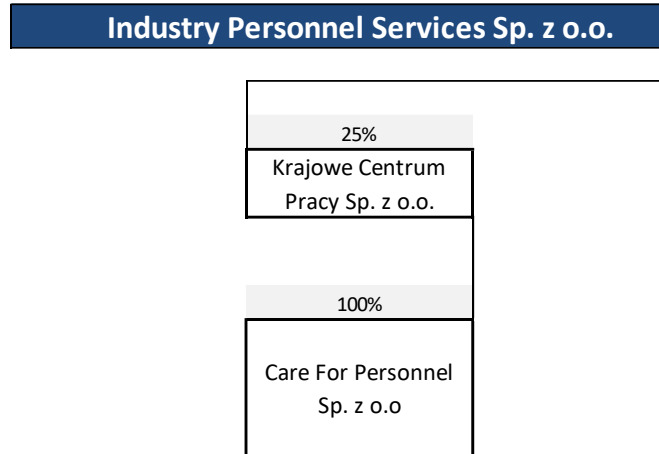 Industry Personnel Services Sp. z o.o.
25%
Krajowe Centrum
Pracy Sp. z o.o.
100%
Care For Personnel
Sp. z o.o